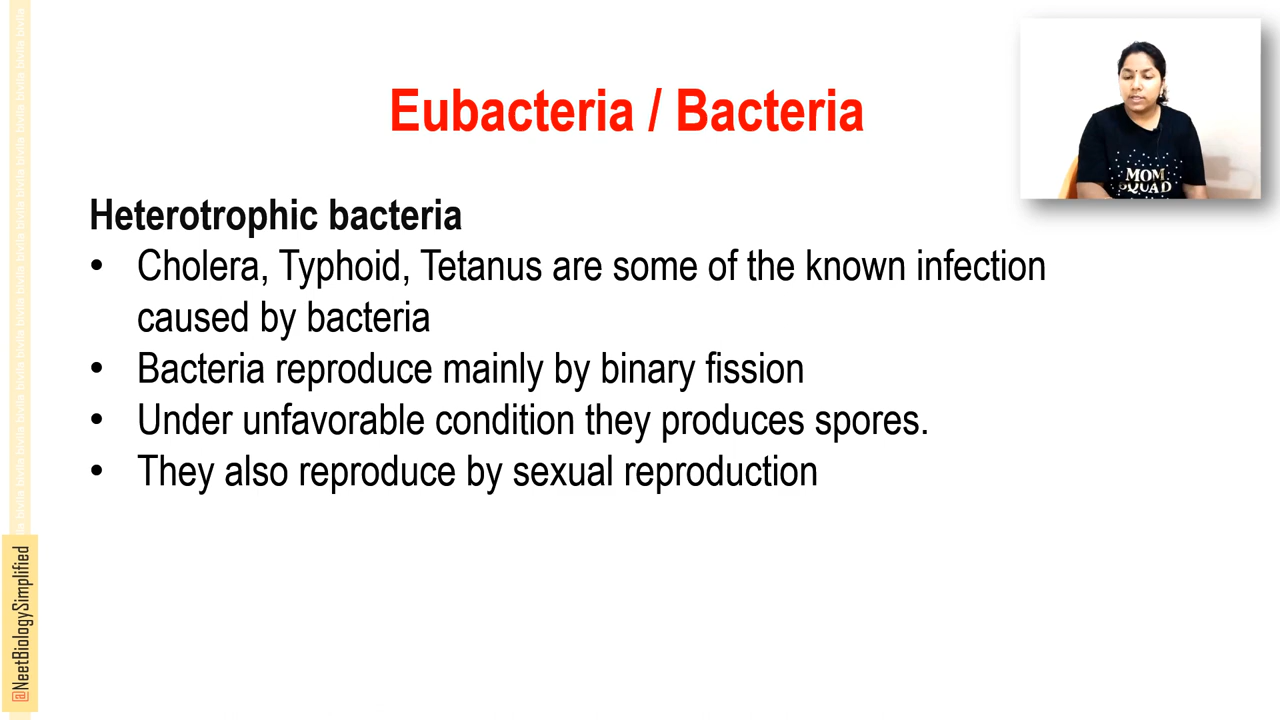 Eubacteria / Bacteria
MOM
SQUAD
Heterotrophic bacteria
• Cholera, Typhoid, Tetanus are some of the known infection
caused by bacteria
• Bacteria reproduce mainly by binary fission
• Under unfavorable condition they produces spores.
• They also reproduce by sexual reproduction
@NeetBiologySimplified